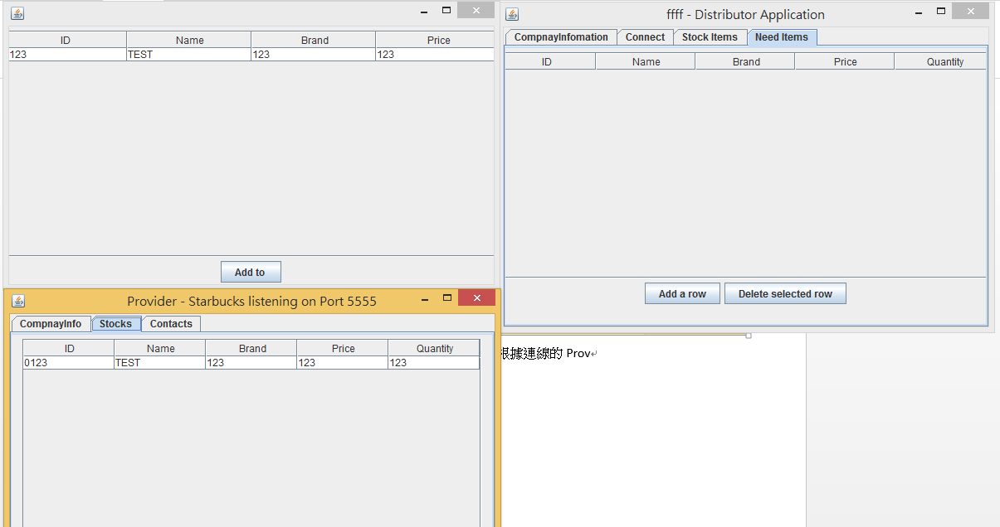 ID Name Brand Price
123 TEST 123 123
Add to
ffff - Distributor Application
CompnayInfomation Connect Stock Items Need Items
ID Name Brand Price Quantity
Add a row Delete selected row
Provider - Starbucks listening on Port 5555
CompnayInfo Stocks Contacts
ID Name Brand Price Quantity
0123 TEST 123 123 123
根據連線的 Prov